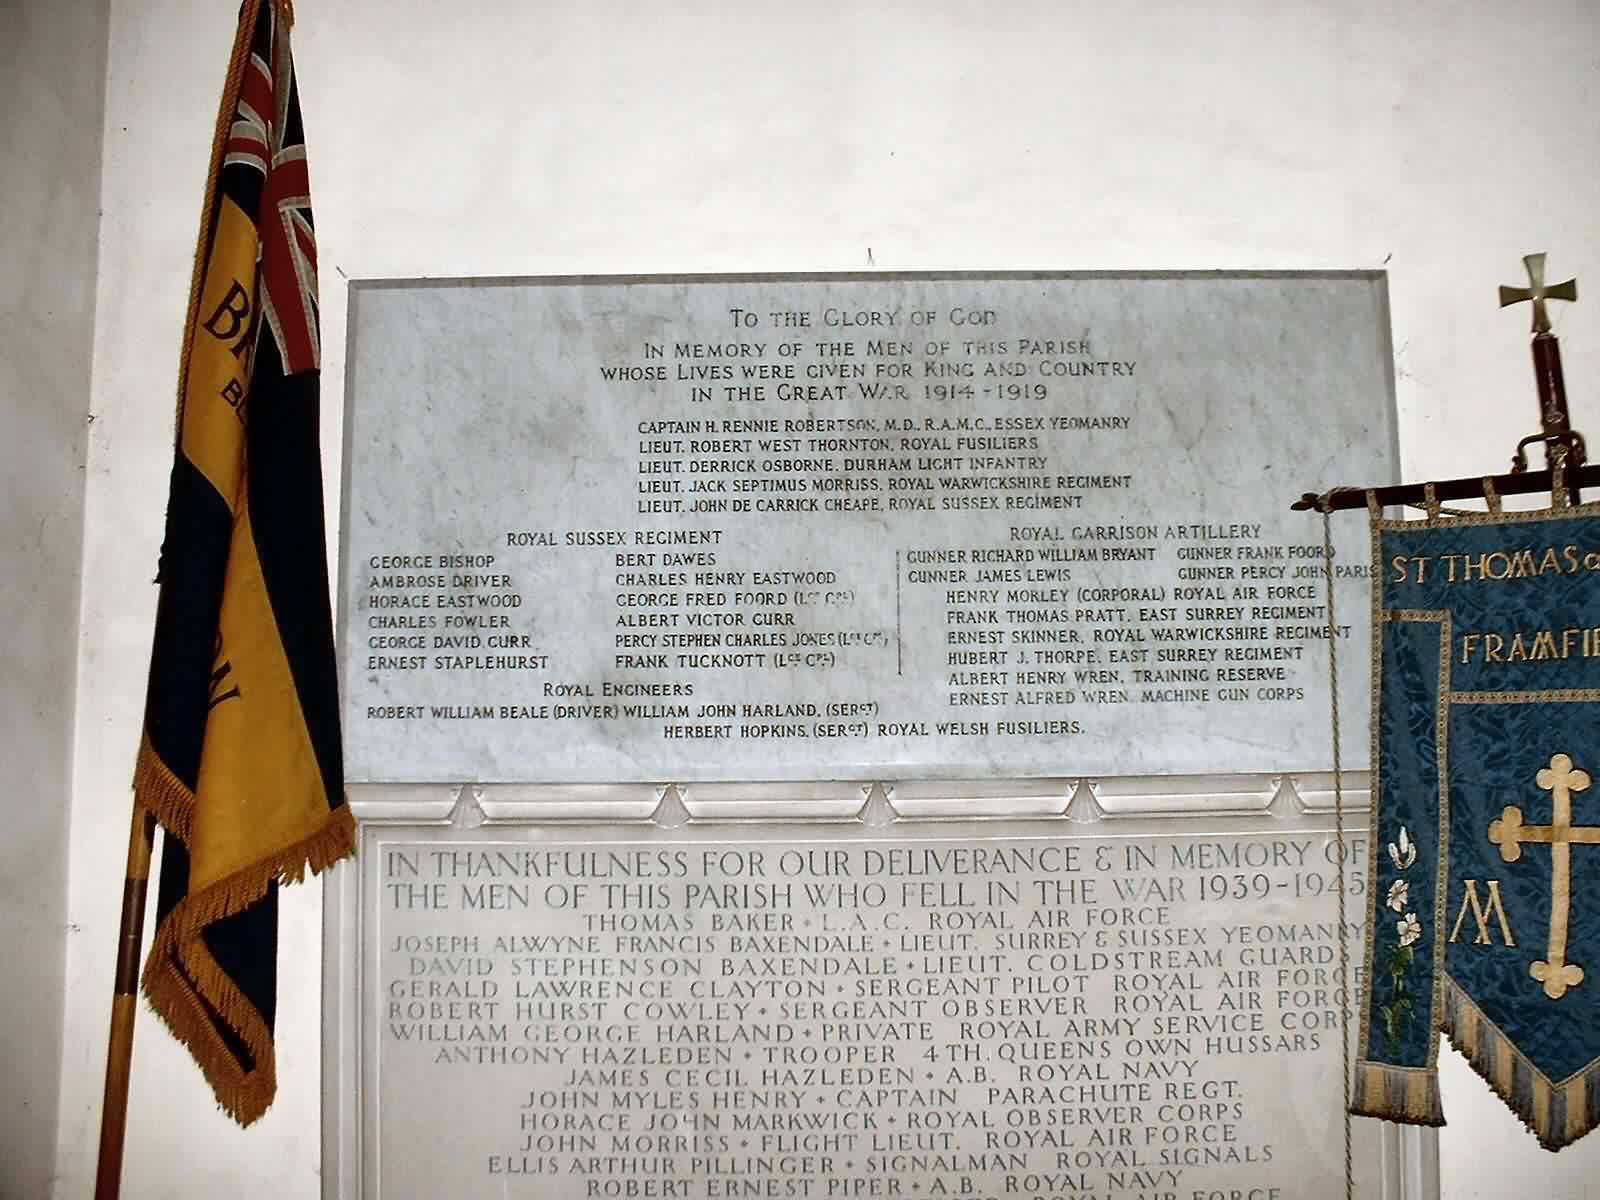 TO THE GLORY OF GOD
IN MEMORY OF THE MEN OF THIS PARISH
WHOSE LIVES WERE GIVEN FOR KING AND COUNTRY
IN THE GREAT WAR 1914-1919
CAPTAIN H. RENNIE ROBERTSON, M.D., R.A.M.C., ESSEX YEOMANRY
LIEUT. ROBERT WEST THORNTON, ROYAL FUSILIERS
LIEUT. DERRICK OSBORNE, DURHAM LIGHT INFANTRY
LIEUT. JACK SEPTIMUS MORRISS, ROYAL WARWICKSHIRE REGIMENT
LIEUT. JOHN DE CARRICK CHEAPE, ROYAL SUSSEX REGIMENT
ROYAL SUSSEX REGIMENT
GEORGE BISHOP BERT DAWES
AMBROSE DRIVER CHARLES HENRY EASTWOOD
HORACE EASTWOOD GEORGE FRED FOORD (LCE CPL)
CHARLES FOWLER ALBERT VICTOR GURR
GEORGE DAVID GURR PERCY STEPHEN CHARLES JONES (LCE CPL)
ERNEST STAPLEHURST FRANK TUCKNOTT (LCE CPL)
ROYAL ENGINEERS
ROBERT WILLIAM BEALE (DRIVER) WILLIAM JOHN HARLAND, (SERGT)
ROYAL GARRISON ARTILLERY
GUNNER RICHARD WILLIAM BRYANT GUNNER FRANK FOORD
GUNNER JAMES LEWIS GUNNER PERCY JOHN PARIS
HENRY MORLEY (CORPORAL) ROYAL AIR FORCE
FRANK THOMAS PRATT, EAST SURREY REGIMENT
ERNEST SKINNER, ROYAL WARWICKSHIRE REGIMENT
HUBERT J. THORPE, EAST SURREY REGIMENT
ALBERT HENRY WREN, TRAINING RESERVE
ERNEST ALFRED WREN, MACHINE GUN CORPS
HERBERT HOPKINS, (SERGT) ROYAL WELSH FUSILIERS.
IN THANKFULNESS FOR OUR DELIVERANCE & IN MEMORY OF
THE MEN OF THIS PARISH WHO FELL IN THE WAR 1939-1945
THOMAS BAKER • L.A.C. ROYAL AIR FORCE
JOSEPH ALWYNE FRANCIS BAXENDALE • LIEUT. SURREY & SUSSEX YEOMANRY
DAVID STEPHENSON BAXENDALE • LIEUT. COLDSTREAM GUARDS
GERALD LAWRENCE CLAYTON • SERGEANT PILOT ROYAL AIR FORCE
ROBERT HURST COWLEY • SERGEANT OBSERVER ROYAL AIR FORCE
WILLIAM GEORGE HARLAND • PRIVATE ROYAL ARMY SERVICE CORP
ANTHONY HAZLEDEN • TROOPER 4TH. QUEENS OWN HUSSARS
JAMES CECIL HAZLEDEN • A.B. ROYAL NAVY
JOHN MYLES HENRY • CAPTAIN PARACHUTE REGT.
HORACE JOHN MARKWICK • ROYAL OBSERVER CORPS
JOHN MORRISS • FLIGHT LIEUT. ROYAL AIR FORCE
ELLIS ARTHUR PILLINGER • SIGNALMAN ROYAL SIGNALS
ROBERT ERNEST PIPER • A.B. ROYAL NAVY
ROYAL AIR FORCE
ST THOMAS
FRAMFIE
M